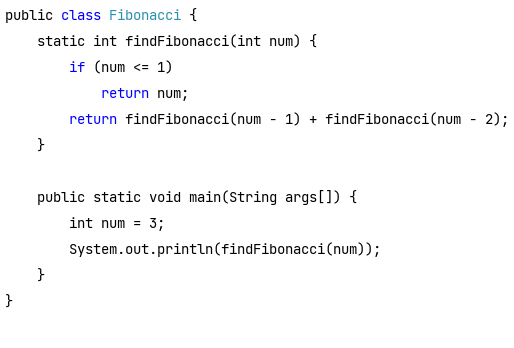 public class Fibonacci {
    static int findFibonacci(int num) {
        if (num <= 1)
            return num;
        return findFibonacci(num - 1) + findFibonacci(num - 2);
    }

    public static void main(String args[]) {
        int num = 3;
        System.out.println(findFibonacci(num));
    }
}